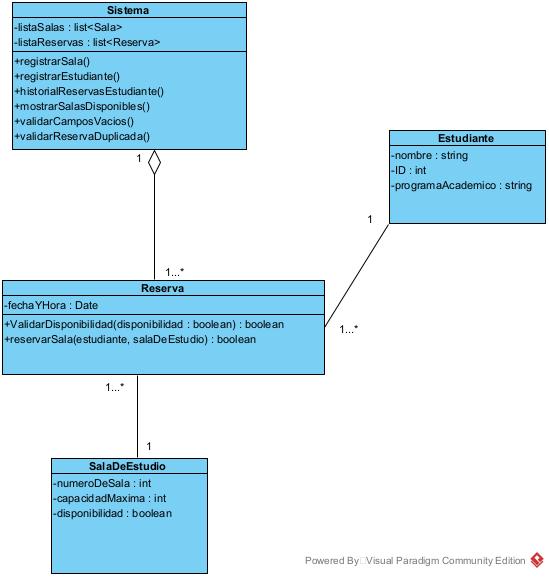 Sistema
-listaSalas : list<Sala>
-listaReservas : list<Reserva>
+registrarSala()
+registrarEstudiante()
+historialReservasEstudiante()
+mostrarSalasDisponibles()
+validarCamposVacios()
+validarReservaDuplicada()
1
Estudiante
-nombre : string
-ID : int
-programaAcademico : string
1
1...*
Reserva
-fechaYHora : Date
+ValidarDisponibilidad(disponibilidad : boolean) : boolean
+reservarSala(estudiante, salaDeEstudio) : boolean
1...*
1...*
1
SalaDeEstudio
-numeroDeSala : int
-capacidadMaxima : int
-disponibilidad : boolean
Powered By Visual Paradigm Community Edition